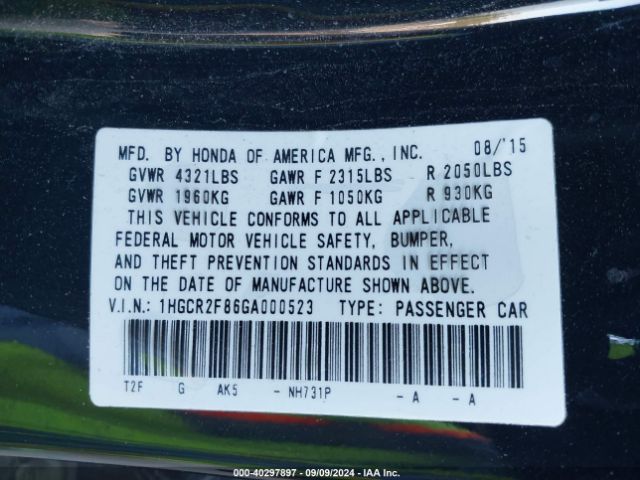 MFD. BY HONDA OF AMERICA MFG., INC. 08/'15
GVWR 4321LBS GAWR F 2315LBS R 2050LBS
GVWR 1960KG GAWR F 1050KG R 930KG
THIS VEHICLE CONFORMS TO ALL APPLICABLE
FEDERAL MOTOR VEHICLE SAFETY, BUMPER,
AND THEFT PREVENTION STANDARDS IN EFFECT
ON THE DATE OF MANUFACTURE SHOWN ABOVE.
V.I.N.: 1HGCR2F86GA000523 TYPE: PASSENGER CAR
T2F G AK5 - NH731P - A - A
000-40297897 - 09/09/2024 - IAA Inc.